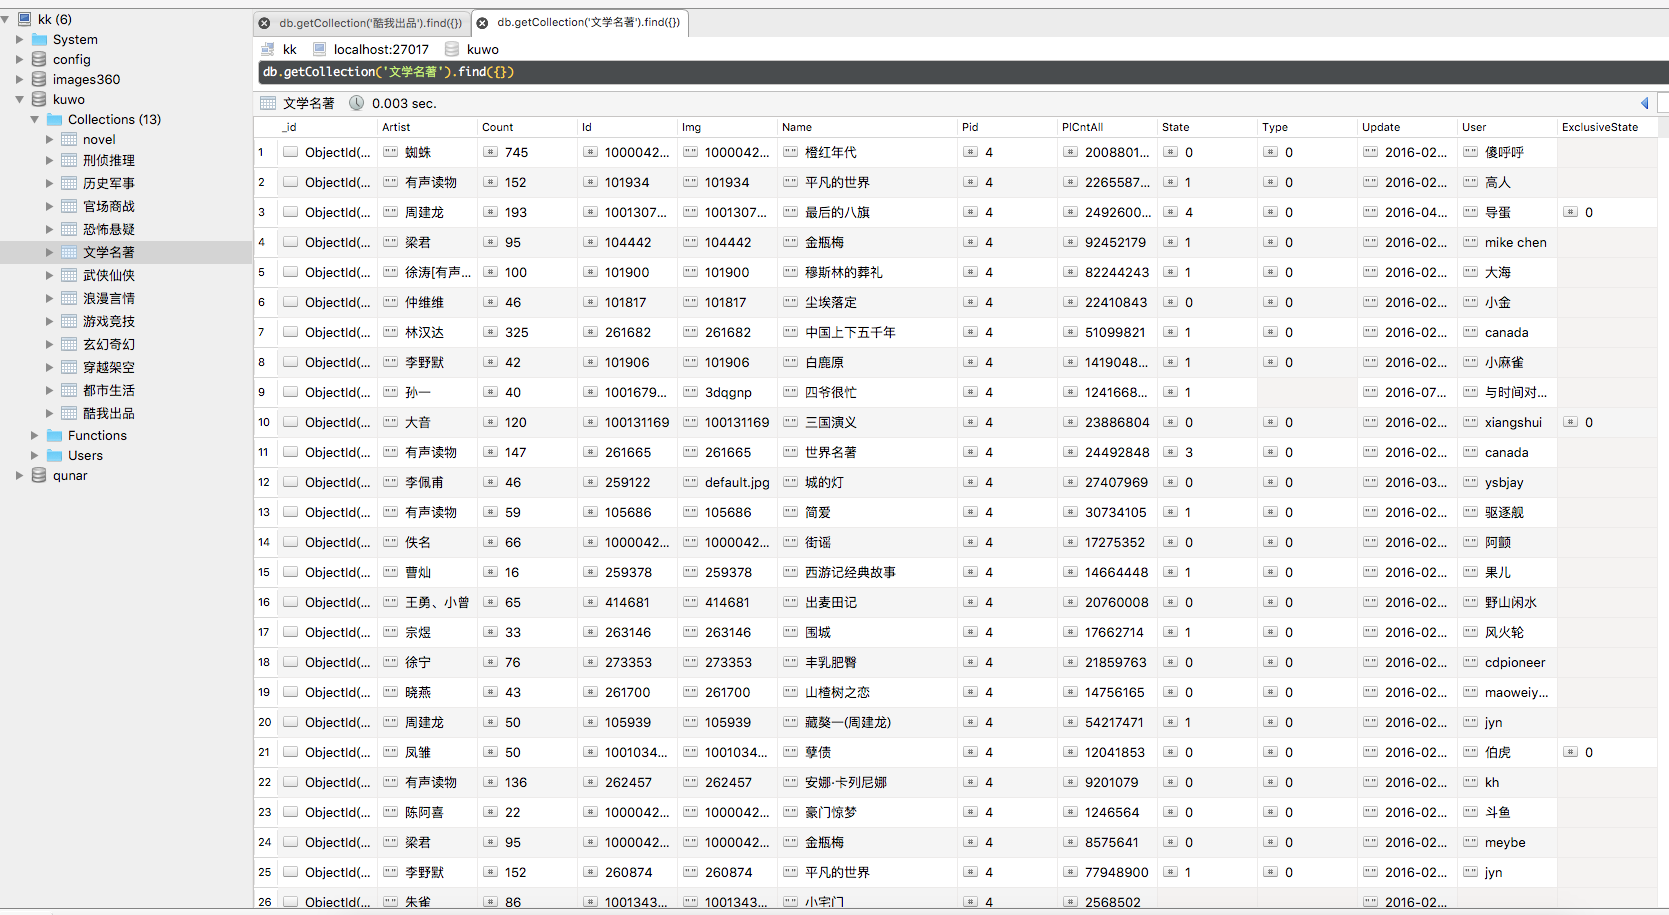 kk (6)
System
config
images360
kuwo
Collections (13)
novel
刑侦推理
历史军事
官场商战
恐怖悬疑
文学名著
武侠仙侠
浪漫言情
游戏竞技
玄幻奇幻
穿越架空
都市生活
酷我出品
Functions
Users
qunar
db.getCollection('酷我出品').find({}) db.getCollection('文学名著').find({})
kk localhost:27017 kuwo
db.getCollection('文学名著').find({})
文学名著 0.003 sec.
_id Artist Count Id Img Name Pid PlCntAll State Type Update User ExclusiveState
1 ObjectId(... "" 蜘蛛 # 745 # 1000042... "" 1000042... "" 橙红年代 # 4 # 2008801... # 0 # 0 "" 2016-02... "" 傻呼呼
2 ObjectId(... "" 有声读物 # 152 # 101934 "" 101934 "" 平凡的世界 # 4 # 2265587... # 1 # 0 "" 2016-02... "" 高人
3 ObjectId(... "" 周建龙 # 193 # 1001307... "" 1001307... "" 最后的八旗 # 4 # 2492600... # 4 # 0 "" 2016-04... "" 导蛋 # 0
4 ObjectId(... "" 梁君 # 95 # 104442 "" 104442 "" 金瓶梅 # 4 # 92452179 # 1 # 0 "" 2016-02... "" mike chen
5 ObjectId(... "" 徐涛[有声... # 100 # 101900 "" 101900 "" 穆斯林的葬礼 # 4 # 82244243 # 1 # 0 "" 2016-02... "" 大海
6 ObjectId(... "" 仲维维 # 46 # 101817 "" 101817 "" 尘埃落定 # 4 # 22410843 # 0 # 0 "" 2016-02... "" 小金
7 ObjectId(... "" 林汉达 # 325 # 261682 "" 261682 "" 中国上下五千年 # 4 # 51099821 # 1 # 0 "" 2016-02... "" canada
8 ObjectId(... "" 李野默 # 42 # 101906 "" 101906 "" 白鹿原 # 4 # 1419048... # 1 # 0 "" 2016-02... "" 小麻雀
9 ObjectId(... "" 孙一 # 40 # 1001679... "" 3dqgnp "" 四爷很忙 # 4 # 1241668... # 1 "" 2016-07... "" 与时间对...
10 ObjectId(... "" 大音 # 120 # 100131169 "" 100131169 "" 三国演义 # 4 # 23886804 # 0 # 0 "" 2016-02... "" xiangshui # 0
11 ObjectId(... "" 有声读物 # 147 # 261665 "" 261665 "" 世界名著 # 4 # 24492848 # 3 # 0 "" 2016-02... "" canada
12 ObjectId(... "" 李佩甫 # 46 # 259122 "" default.jpg "" 城的灯 # 4 # 27407969 # 0 # 0 "" 2016-03... "" ysbjay
13 ObjectId(... "" 有声读物 # 59 # 105686 "" 105686 "" 简爱 # 4 # 30734105 # 1 # 0 "" 2016-02... "" 驱逐舰
14 ObjectId(... "" 佚名 # 66 # 1000042... "" 1000042... "" 街谣 # 4 # 17275352 # 0 # 0 "" 2016-02... "" 阿颤
15 ObjectId(... "" 曹灿 # 16 # 259378 "" 259378 "" 西游记经典故事 # 4 # 14664448 # 1 # 0 "" 2016-02... "" 果儿
16 ObjectId(... "" 王勇、小曾 # 65 # 414681 "" 414681 "" 出麦田记 # 4 # 20760008 # 0 # 0 "" 2016-02... "" 野山闲水
17 ObjectId(... "" 宗煜 # 33 # 263146 "" 263146 "" 围城 # 4 # 17662714 # 1 # 0 "" 2016-02... "" 风火轮
18 ObjectId(... "" 徐宁 # 76 # 273353 "" 273353 "" 丰乳肥臀 # 4 # 21859763 # 0 # 0 "" 2016-02... "" cdpioneer
19 ObjectId(... "" 晓燕 # 43 # 261700 "" 261700 "" 山楂树之恋 # 4 # 14756165 # 0 # 0 "" 2016-02... "" maoweiy...
20 ObjectId(... "" 周建龙 # 50 # 105939 "" 105939 "" 藏獒一(周建龙) # 4 # 54217471 # 1 # 0 "" 2016-02... "" jyn
21 ObjectId(... "" 凤雏 # 50 # 1001034... "" 1001034... "" 孽债 # 4 # 12041853 # 0 # 0 "" 2016-02... "" 伯虎 # 0
22 ObjectId(... "" 有声读物 # 136 # 262457 "" 262457 "" 安娜·卡列尼娜 # 4 # 9201079 # 0 # 0 "" 2016-02... "" kh
23 ObjectId(... "" 陈阿喜 # 22 # 1000042... "" 1000042... "" 豪门惊梦 # 4 # 1246564 # 0 # 0 "" 2016-02... "" 斗鱼
24 ObjectId(... "" 梁君 # 95 # 1000042... "" 1000042... "" 金瓶梅 # 4 # 8575641 # 0 # 0 "" 2016-02... "" meybe
25 ObjectId(... "" 李野默 # 152 # 260874 "" 260874 "" 平凡的世界 # 4 # 77948900 # 1 # 0 "" 2016-02... "" jyn
26 ObjectId(... "" 朱雀 # 86 # 1001343... "" 1001343... "" 小宅门 # 4 # 2568502 "" 2016-02...